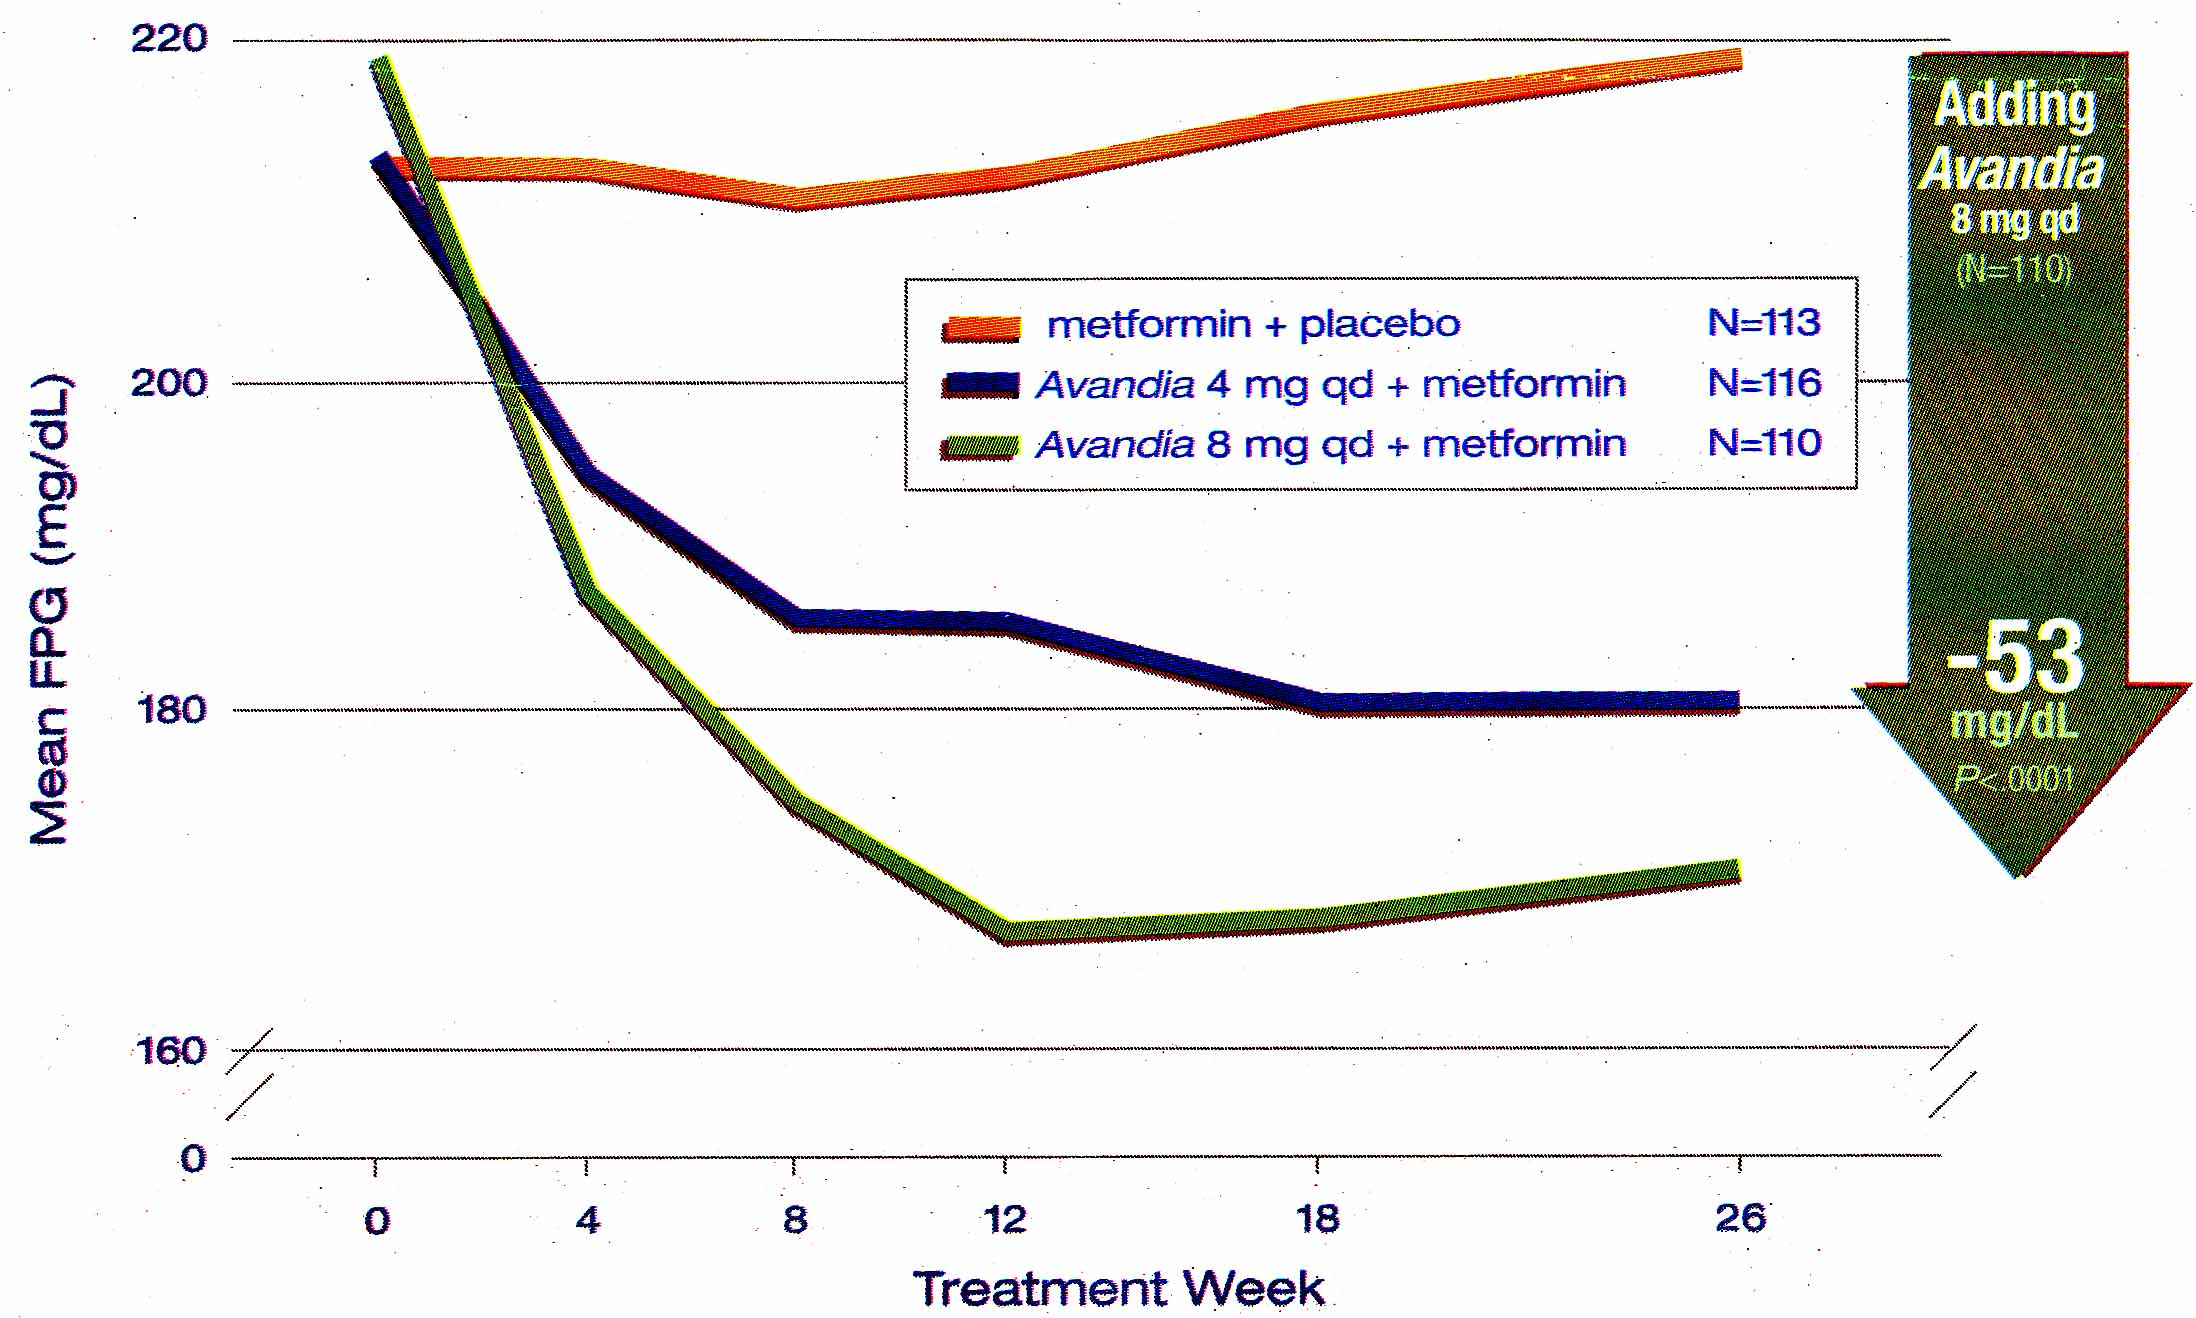 220
200
180
160
0
Mean FPG (mg/dL)
metformin + placebo N=113
Avandia 4 mg qd + metformin N=116
Avandia 8 mg qd + metformin N=110
Adding
Avandia
8 mg qd
(N=110)
-53
mg/dL
P<.0001
0 4 8 12 18 26
Treatment Week